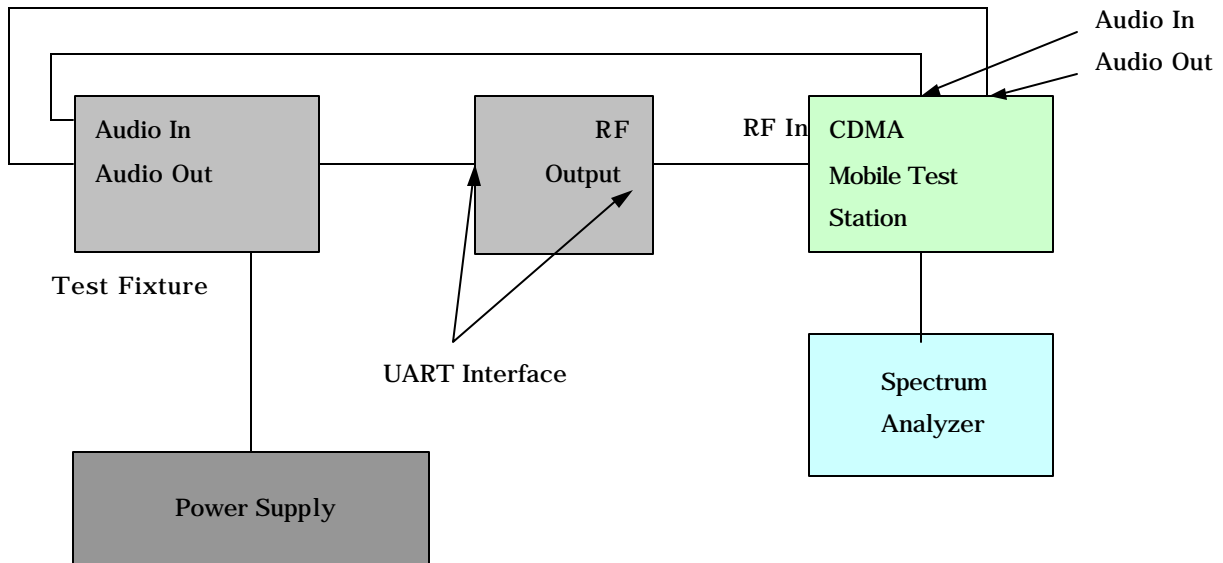 Audio In
Audio Out
Audio In
Audio Out
RF
Output
RF In
CDMA
Mobile Test
Station
Test Fixture
UART Interface
Spectrum
Analyzer
Power Supply